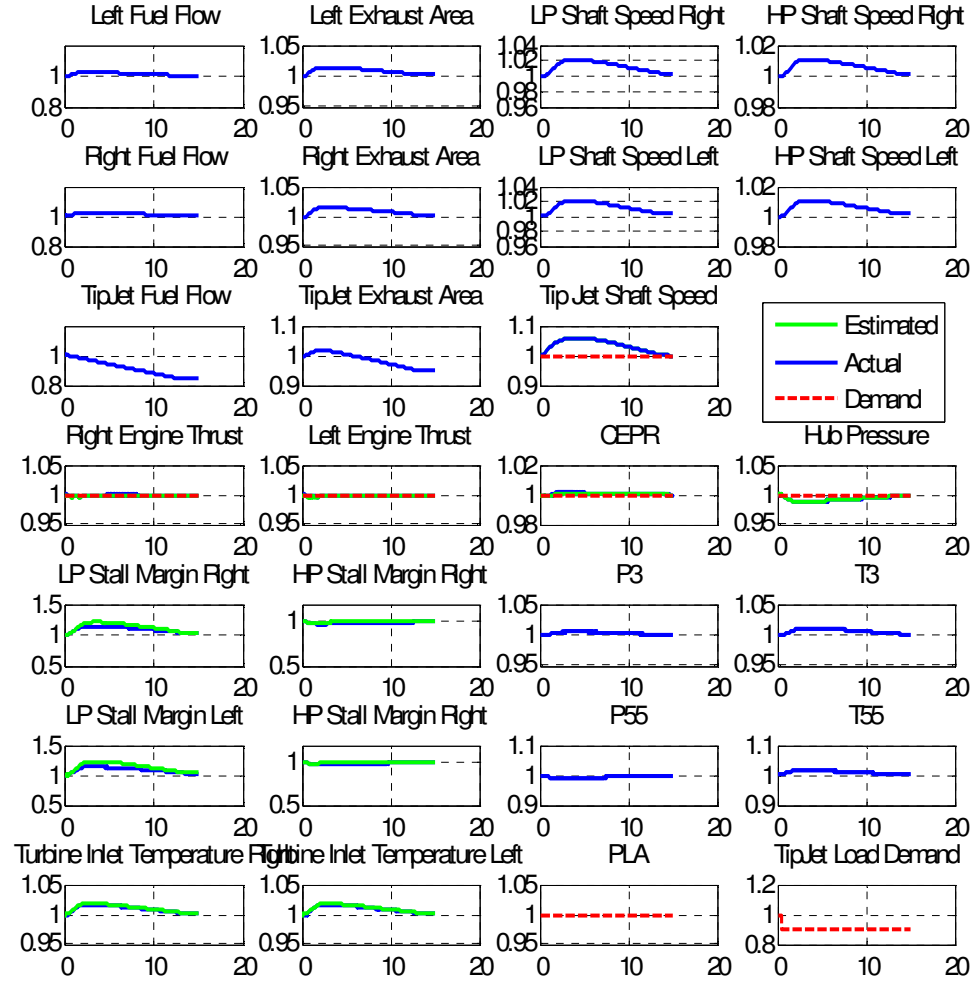 Left Fuel Flow
1
0.8
0 10 20
Left Exhaust Area
1.05
1
0.95
0 10 20
LP Shaft Speed Right
1.04
1.02
1
0.98
0.96
0 10 20
HP Shaft Speed Right
1.02
1
0.98
0 10 20
Right Fuel Flow
1
0.8
0 10 20
Right Exhaust Area
1.05
1
0.95
0 10 20
LP Shaft Speed Left
1.04
1.02
1
0.98
0.96
0 10 20
HP Shaft Speed Left
1.02
1
0.98
0 10 20
TipJet Fuel Flow
1
0.8
0 10 20
TipJet Exhaust Area
1.1
1
0.9
0 10 20
Tip Jet Shaft Speed
1.1
1
0.9
0 10 20
Estimated
Actual
Demand
Right Engine Thrust
1.05
1
0.95
0 10 20
Left Engine Thrust
1.05
1
0.95
0 10 20
CEPR
1.02
1
0.98
0 10 20
Hub Pressure
1.05
1
0.95
0 10 20
LP Stall Margin Right
1.5
1
0.5
0 10 20
HP Stall Margin Right
1
0.5
0 10 20
P3
1.05
1
0.95
0 10 20
T3
1.05
1
0.95
0 10 20
LP Stall Margin Left
1.5
1
0.5
0 10 20
HP Stall Margin Right
1
0.5
0 10 20
P55
1.1
1
0.9
0 10 20
T55
1.1
1
0.9
0 10 20
Turbine Inlet Temperature Right
1.05
1
0.95
0 10 20
Turbine Inlet Temperature Left
1.05
1
0.95
0 10 20
PLA
1.05
1
0.95
0 10 20
TipJet Load Demand
1.2
1
0.8
0 10 20